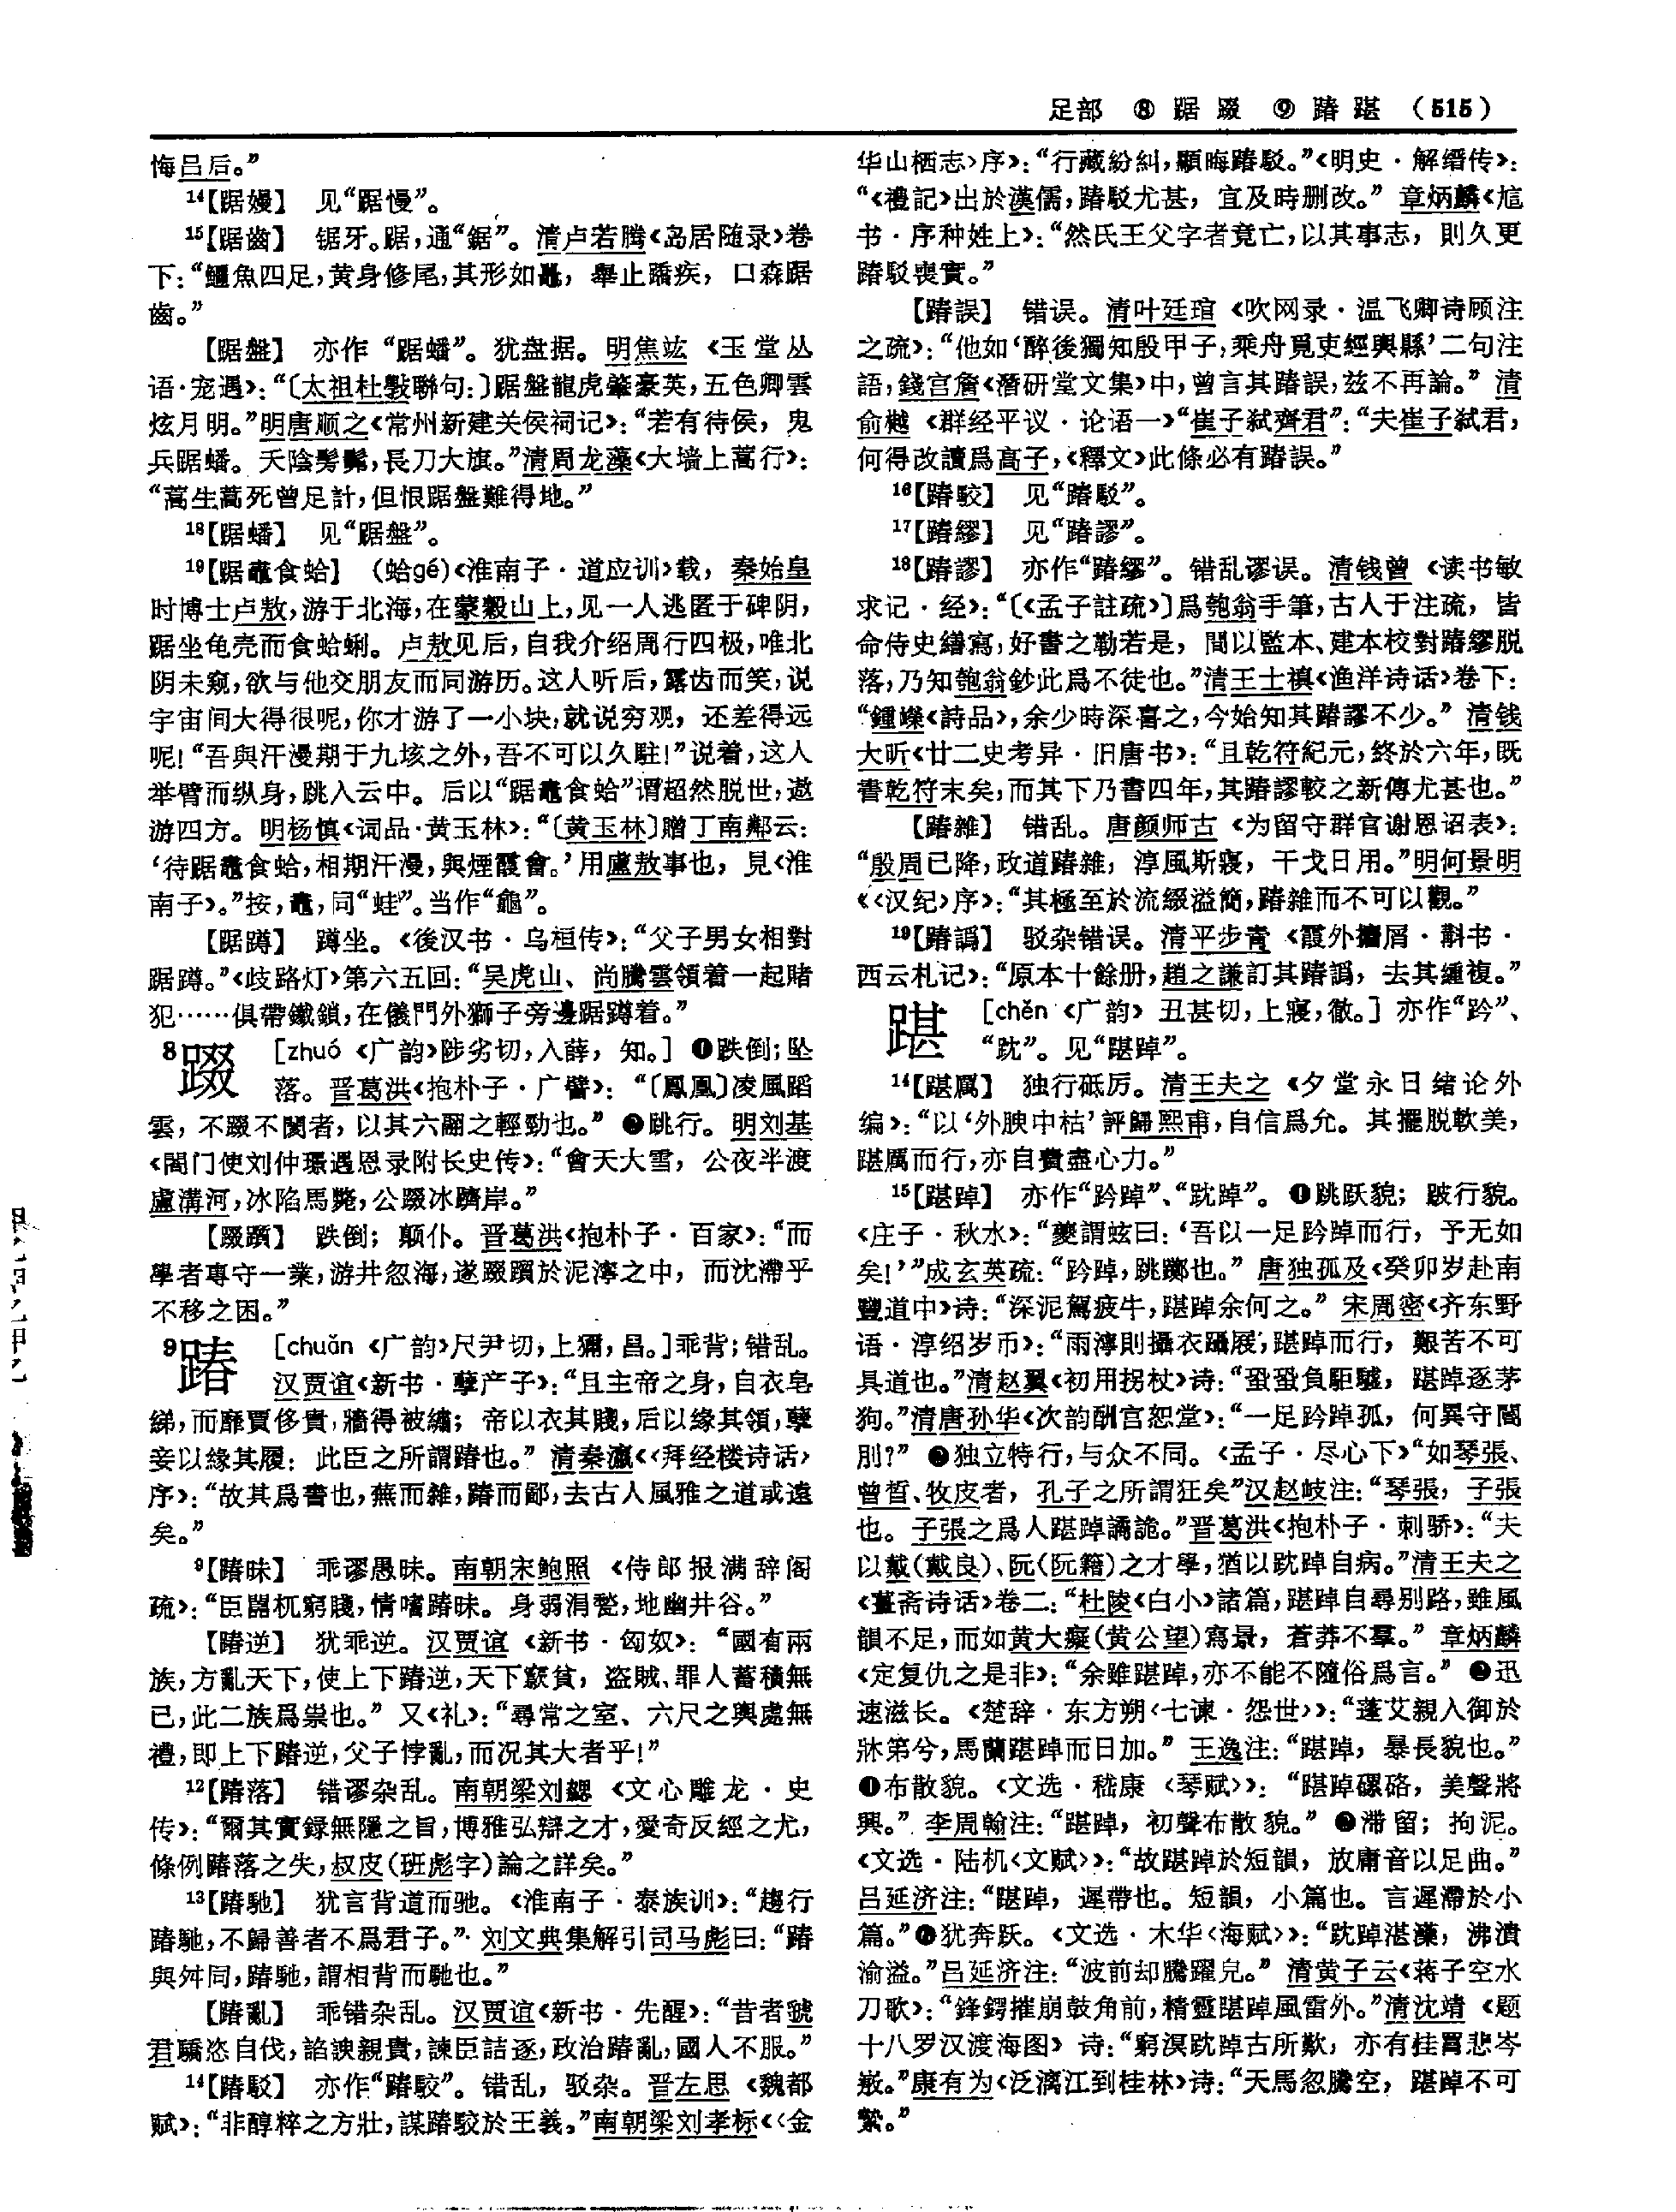 足部 ⑧ 踞 踀 ⑨ 踳 踸 （515）
悔吕后。”
14【踞嫚】 见“踞慢”。
15【踞齒】 锯牙。踞，通“鋸”。清卢若腾《岛居随录》卷
下：“鱷魚四足，黄身修尾，其形如鼉，舉止蹻疾，口森踞
齒。”
【踞盤】 亦作“踞蟠”。犹盘据。明焦竑《玉堂丛
语·宠遇》：“〔太祖杜斅聯句：〕踞盤龍虎肇豪英，五色卿雲
炫月明。”明唐顺之《常州新建关侯祠记》：“若有待侯，鬼
兵踞蟠。天陰髣髴，長刀大旗。”清周龙藻《大墙上蒿行》：
“蒿生蒿死曾足計，但恨踞盤難得地。”
18【踞蟠】 见“踞盤”。
19【踞鼃食蛤】 （蛤gé）《淮南子·道应训》载，秦始皇
时博士卢敖，游于北海，在蒙穀山上，见一人逃匿于碑阴，
踞坐龟壳而食蛤蜊。卢敖见后，自我介绍周行四极，唯北
阴未窥，欲与他交朋友而同游历。这人听后，露齿而笑，说
宇宙间大得很呢，你才游了一小块，就说穷观，还差得远
呢！“吾與汗漫期于九垓之外，吾不可以久駐！”说着，这人
举臂而纵身，跳入云中。后以“踞鼃食蛤”谓超然脱世，遨
游四方。明杨慎《词品·黄玉林》：“〔黄玉林〕贈丁南鄰云：
‘待踞鼃食蛤，相期汗漫，與煙霞會。’用盧敖事也，見《淮
南子》。”按，鼃，同“蛙”。当作“龜”。
【踞蹲】 蹲坐。《後汉书·乌桓传》：“父子男女相對
踞蹲。”《歧路灯》第六五回：“吴虎山、尚騰雲領着一起賭
犯……俱帶鐵鎖，在儀門外獅子旁邊踞蹲着。”
8踀 ［zhuó《广韵》陟劣切，入薛，知。］❶跌倒；坠
落。晋葛洪《抱朴子·广譬》：“〔鳳凰〕凌風蹈
雲，不踀不閡者，以其六翮之輕勁也。”❷跳行。明刘基
《閤门使刘仲璟遇恩录附长史传》：“會天大雪，公夜半渡
盧溝河，冰陷馬斃，公踀冰躋岸。”
【踀躓】 跌倒；颠仆。晋葛洪《抱朴子·百家》：“而
學者專守一業，游井忽海，遂踀躓於泥濘之中，而沈滯乎
不移之困。”
9踳 ［chuǎn《广韵》尺尹切，上獮，昌。］乖背；错乱。
汉贾谊《新书·孽产子》：“且主帝之身，自衣皂
綈，而靡賈侈貴，牆得被繡；帝以衣其賤，后以緣其領，孽
妾以緣其履：此臣之所謂踳也。”清秦瀛《〈拜经楼诗话〉
序》：“故其爲書也，蕪而雜，踳而鄙，去古人風雅之道或遠
矣。”
9【踳昧】 乖谬愚昧。南朝宋鲍照《侍郎报满辞阁
疏》：“臣嚚杌窮賤，情嗜踳昧。身弱涓甃，地幽井谷。”
【踳逆】 犹乖逆。汉贾谊《新书·匈奴》：“國有兩
族，方亂天下，使上下踳逆，天下窾貧，盗賊、罪人蓄積無
已，此二族爲祟也。”又《礼》：“尋常之室、六尺之輿處無
禮，即上下踳逆，父子悖亂，而况其大者乎！”
12【踳落】 错谬杂乱。南朝梁刘勰《文心雕龙·史
传》：“爾其實録無隱之旨，博雅弘辯之才，愛奇反經之尤，
條例踳落之失，叔皮（班彪字）論之詳矣。”
13【踳馳】 犹言背道而驰。《淮南子·泰族训》：“趨行
踳馳，不歸善者不爲君子。”刘文典集解引司马彪曰：“踳
與舛同，踳馳，謂相背而馳也。”
【踳亂】 乖错杂乱。汉贾谊《新书·先醒》：“昔者虢
君驕恣自伐，諂諛親貴，諫臣詰逐，政治踳亂，國人不服。”
14【踳駁】 亦作“踳駮”。错乱，驳杂。晋左思《魏都
赋》：“非醇粹之方壯，謀踳駮於王義。”南朝梁刘孝标《〈金
华山栖志〉序》：“行藏紛糾，顯晦踳駁。”《明史·解缙传》：
“《禮記》出於漢儒，踳駁尤甚，宜及時删改。”章炳麟《訄
书·序种姓上》：“然氏王父字者竟亡，以其事志，則久更
踳駁喪實。”
【踳誤】 错误。清叶廷琯《吹网录·温飞卿诗顾注
之疏》：“他如‘醉後獨知殷甲子，乘舟覓吏經輿縣’二句注
語，錢宫詹《潛研堂文集》中，曾言其踳誤，兹不再論。”清
俞樾《群经平议·论语一》“崔子弑齊君”：“夫崔子弑君，
何得改讀爲高子，《釋文》此條必有踳誤。”
16【踳駮】 见“踳駁”。
17【踳繆】 见“踳謬”。
18【踳謬】 亦作“踳繆”。错乱谬误。清钱曾《读书敏
求记·经》：“〔《孟子註疏》〕爲匏翁手筆，古人于注疏，皆
命侍史繕寫，好書之勤若是，間以監本、建本校對踳繆脱
落，乃知匏翁鈔此爲不徒也。”清王士禛《渔洋诗话》卷下：
“鍾嶸《詩品》，余少時深喜之，今始知其踳謬不少。”清钱
大昕《廿二史考异·旧唐书》：“且乾符紀元，終於六年，既
書乾符末矣，而其下乃書四年，其踳謬較之新傳尤甚也。”
【踳雜】 错乱。唐颜师古《为留守群官谢恩诏表》：
“殷周已降，政道踳雜，淳風斯寢，干戈日用。”明何景明
《〈汉纪〉序》：“其極至於流綴溢簡，踳雜而不可以觀。”
19【踳譌】 驳杂错误。清平步青《霞外攟屑·斠书·
西云札记》：“原本十餘册，趙之謙訂其踳譌，去其緟複。”
踸 ［chěn《广韵》丑甚切，上寑，徹。］亦作“跈”、
“踸”。见“踸踔”。
14【踸厲】 独行砥厉。清王夫之《夕堂永日绪论外
编》：“以‘外腴中枯’評歸熙甫，自信爲允。其擺脱軟美，
踸厲而行，亦自費盡心力。”
15【踸踔】 亦作“跈踔”、“踸踔”。❶跳跃貌；跛行貌。
《庄子·秋水》：“夔謂蚿曰：‘吾以一足跈踔而行，予无如
矣！’”成玄英疏：“跈踔，跳躑也。”唐独孤及《癸卯岁赴南
豐道中》诗：“深泥駕疲牛，踸踔余何之。”宋周密《齐东野
语·淳绍岁币》：“雨濘則攝衣躡屐，踸踔而行，艱苦不可
具道也。”清赵翼《初用拐杖》诗：“蛩蛩負駏驉，踸踔逐茅
狗。”清唐孙华《次韵酬宫恕堂》：“一足跈踔孤，何異守閽
刖？”❷独立特行，与众不同。《孟子·尽心下》“如琴張、
曾晳、牧皮者，孔子之所謂狂矣”汉赵岐注：“琴張，子張
也。子張之爲人踸踔譎詭。”晋葛洪《抱朴子·刺骄》：“夫
以戴（戴良）、阮（阮籍）之才學，猶以踸踔自病。”清王夫之
《薑斋诗话》卷二：“杜陵《白小》諸篇，踸踔自尋别路，雖風
韻不足，而如黄大癡（黄公望）寫景，蒼莽不羣。”章炳麟
《定复仇之是非》：“余雖踸踔，亦不能不隨俗爲言。”❸迅
速滋长。《楚辞·东方朔〈七谏·怨世〉》：“蓬艾親入御於
牀笫兮，馬蘭踸踔而日加。”王逸注：“踸踔，暴長貌也。”
❹布散貌。《文选·嵇康〈琴赋〉》：“踸踔磥硌，美聲將
興。”李周翰注：“踸踔，初聲布散貌。”❺滞留；拘泥。
《文选·陆机〈文赋〉》：“故踸踔於短韻，放庸音以足曲。”
吕延济注：“踸踔，遲帶也。短韻，小篇也。言遲滯於小
篇。”❻犹奔跃。《文选·木华〈海赋〉》：“踸踔湛藻，沸潰
渝溢。”吕延济注：“波前却騰躍皃。”清黄子云《蒋子空水
刀歌》：“鋒鍔摧崩鼓角前，精靈踸踔風雷外。”清沈靖《题
十八罗汉渡海图》诗：“窮溟踸踔古所歎，亦有挂罥悲岑
嶔。”康有为《泛漓江到桂林》诗：“天馬忽騰空，踸踔不可
縶。”